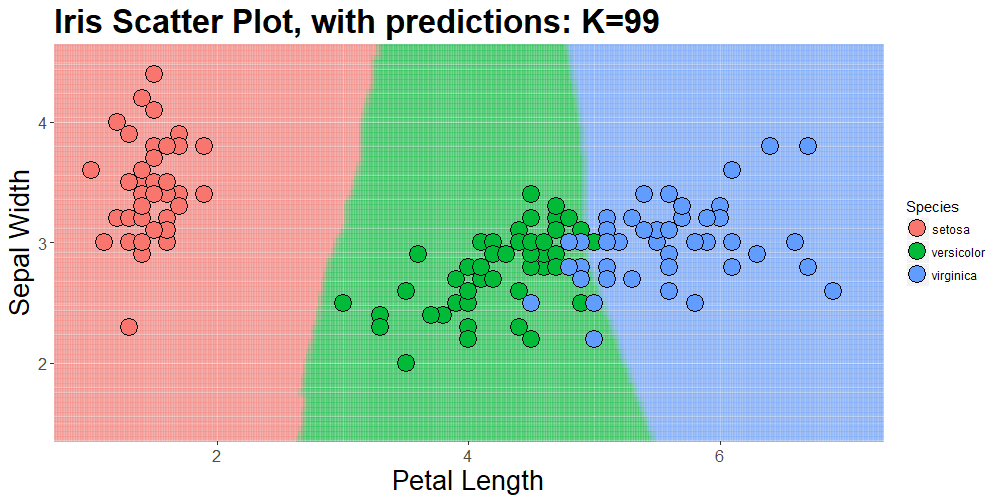 Iris Scatter Plot, with predictions: K=99
Sepal Width
4
3
2
2
4
6
Petal Length
Species
setosa
versicolor
virginica